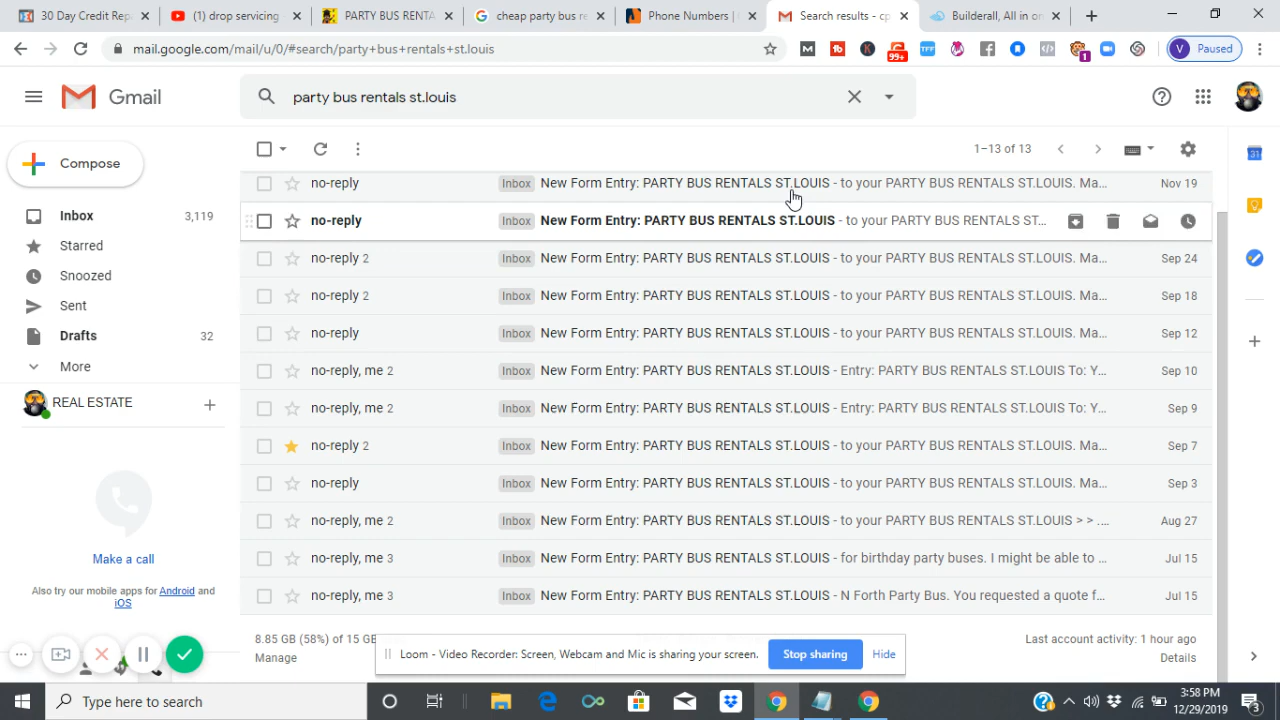 30 Day Credit Rep
(1) drop servicing -
PARTY BUS RENTA
cheap party bus re
Phone Numbers |
Search results - cp
Builderall, All in on
mail.google.com/mail/u/0/#search/party+bus+rentals+st.louis
99+
1
V Paused
Gmail
party bus rentals st.louis
Compose
1–13 of 13
Inbox 3,119
Starred
Snoozed
Sent
Drafts 32
More
REAL ESTATE
Make a call
Also try our mobile apps for Android and
iOS
no-reply Inbox New Form Entry: PARTY BUS RENTALS ST.LOUIS - to your PARTY BUS RENTALS ST.LOUIS. Ma... Nov 19
no-reply Inbox New Form Entry: PARTY BUS RENTALS ST.LOUIS - to your PARTY BUS RENTALS ST...
no-reply 2 Inbox New Form Entry: PARTY BUS RENTALS ST.LOUIS - to your PARTY BUS RENTALS ST.LOUIS. Ma... Sep 24
no-reply 2 Inbox New Form Entry: PARTY BUS RENTALS ST.LOUIS - to your PARTY BUS RENTALS ST.LOUIS. Ma... Sep 18
no-reply Inbox New Form Entry: PARTY BUS RENTALS ST.LOUIS - to your PARTY BUS RENTALS ST.LOUIS. Ma... Sep 12
no-reply, me 2 Inbox New Form Entry: PARTY BUS RENTALS ST.LOUIS - Entry: PARTY BUS RENTALS ST.LOUIS To: Y... Sep 10
no-reply, me 2 Inbox New Form Entry: PARTY BUS RENTALS ST.LOUIS - Entry: PARTY BUS RENTALS ST.LOUIS To: Y... Sep 9
no-reply 2 Inbox New Form Entry: PARTY BUS RENTALS ST.LOUIS - to your PARTY BUS RENTALS ST.LOUIS. Ma... Sep 7
no-reply Inbox New Form Entry: PARTY BUS RENTALS ST.LOUIS - to your PARTY BUS RENTALS ST.LOUIS. Ma... Sep 3
no-reply, me 2 Inbox New Form Entry: PARTY BUS RENTALS ST.LOUIS - to your PARTY BUS RENTALS ST.LOUIS > > .... Aug 27
no-reply, me 3 Inbox New Form Entry: PARTY BUS RENTALS ST.LOUIS - for birthday party buses. I might be able to ... Jul 15
no-reply, me 3 Inbox New Form Entry: PARTY BUS RENTALS ST.LOUIS - N Forth Party Bus. You requested a quote f... Jul 15
8.85 GB (58%) of 15 GB
Manage
Last account activity: 1 hour ago
Details
Loom - Video Recorder: Screen, Webcam and Mic is sharing your screen. Stop sharing Hide
Type here to search
3:58 PM
12/29/2019
3